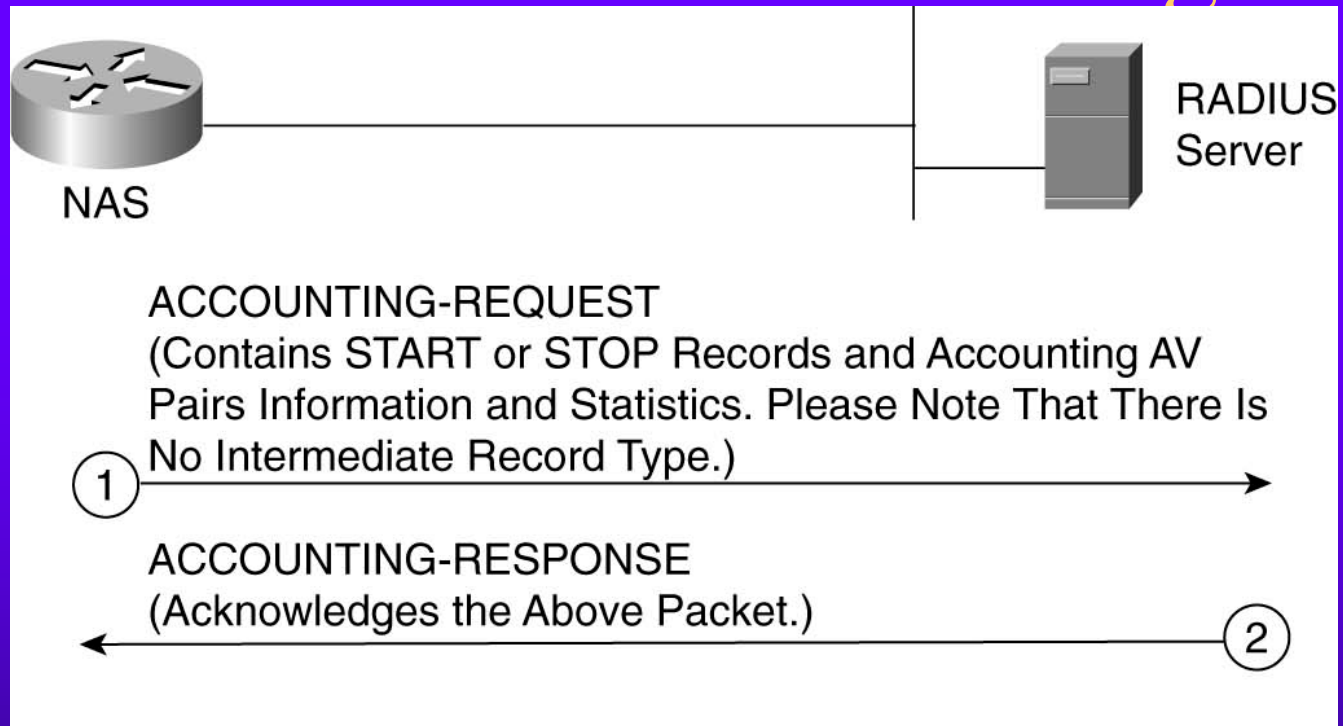 RADIUS
Server
NAS
ACCOUNTING-REQUEST
(Contains START or STOP Records and Accounting AV
Pairs Information and Statistics. Please Note That There Is
No Intermediate Record Type.)
1
ACCOUNTING-RESPONSE
(Acknowledges the Above Packet.)
2